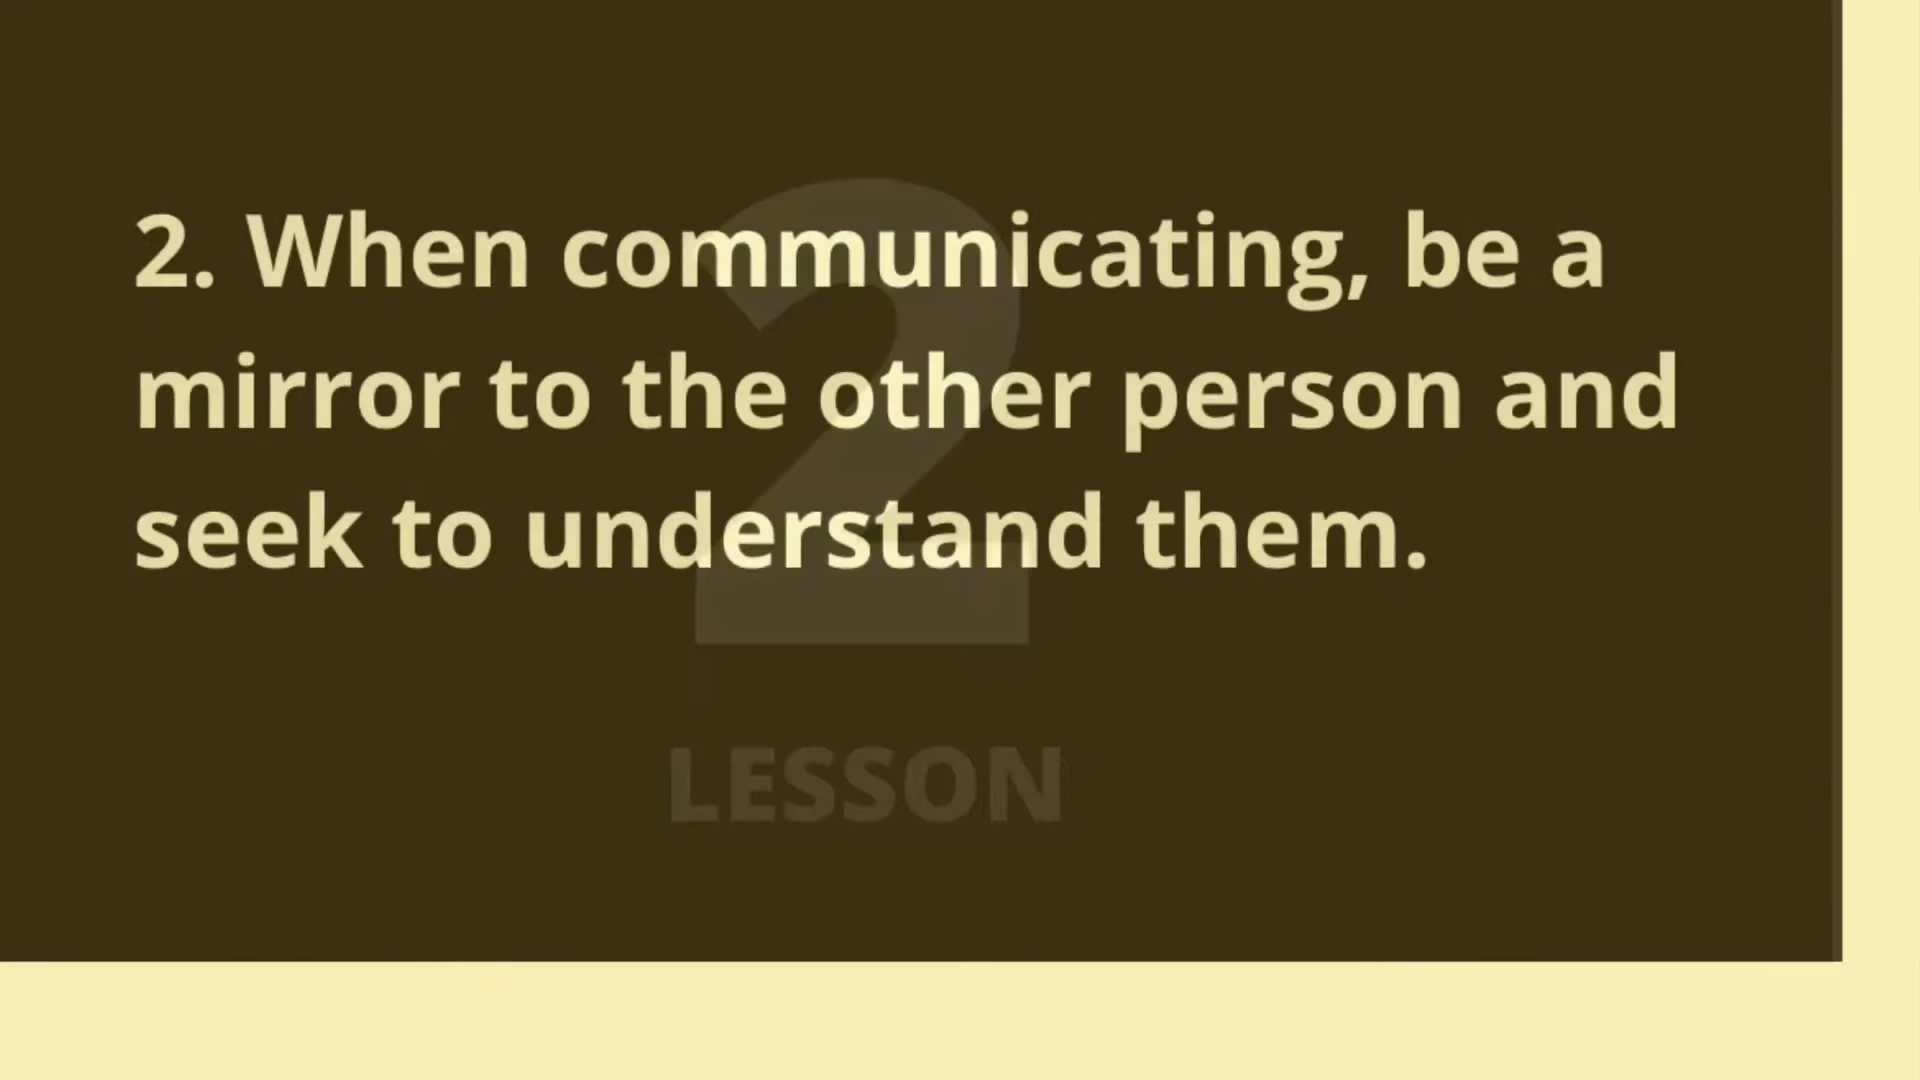 2. When communicating, be a
mirror to the other person and
seek to understand them.
2
LESSON